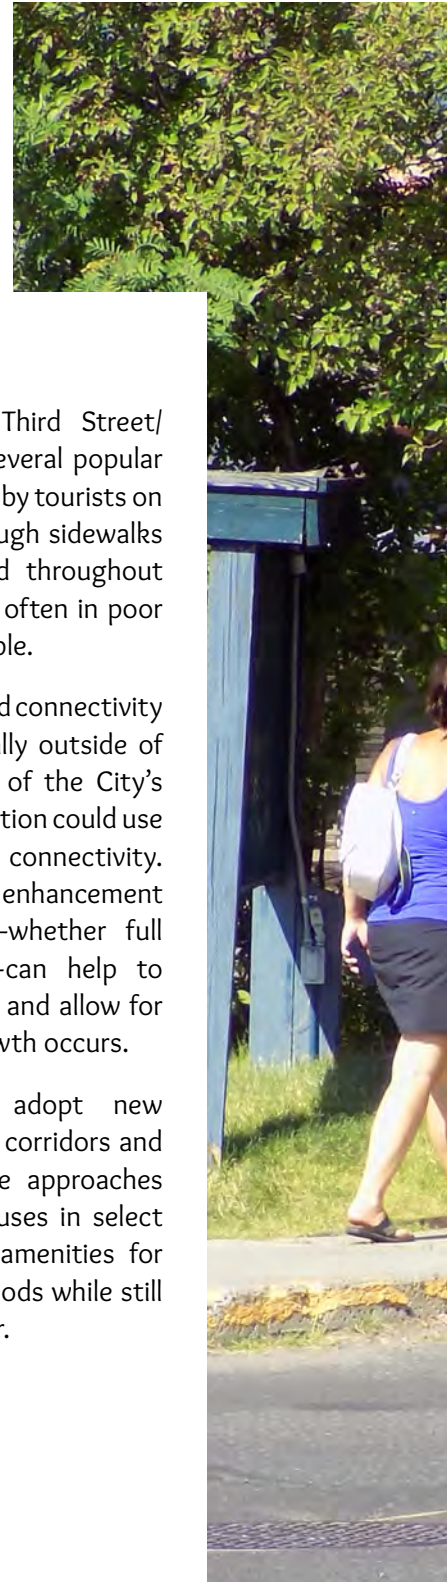 Third Street/
everal popular
by tourists on
ugh sidewalks
d throughout
often in poor
ble.
d connectivity
lly outside of
of the City’s
tion could use
connectivity.
enhancement
–whether full
–can help to
and allow for
wth occurs.
adopt new
corridors and
e approaches
uses in select
amenities for
ods while still
r.